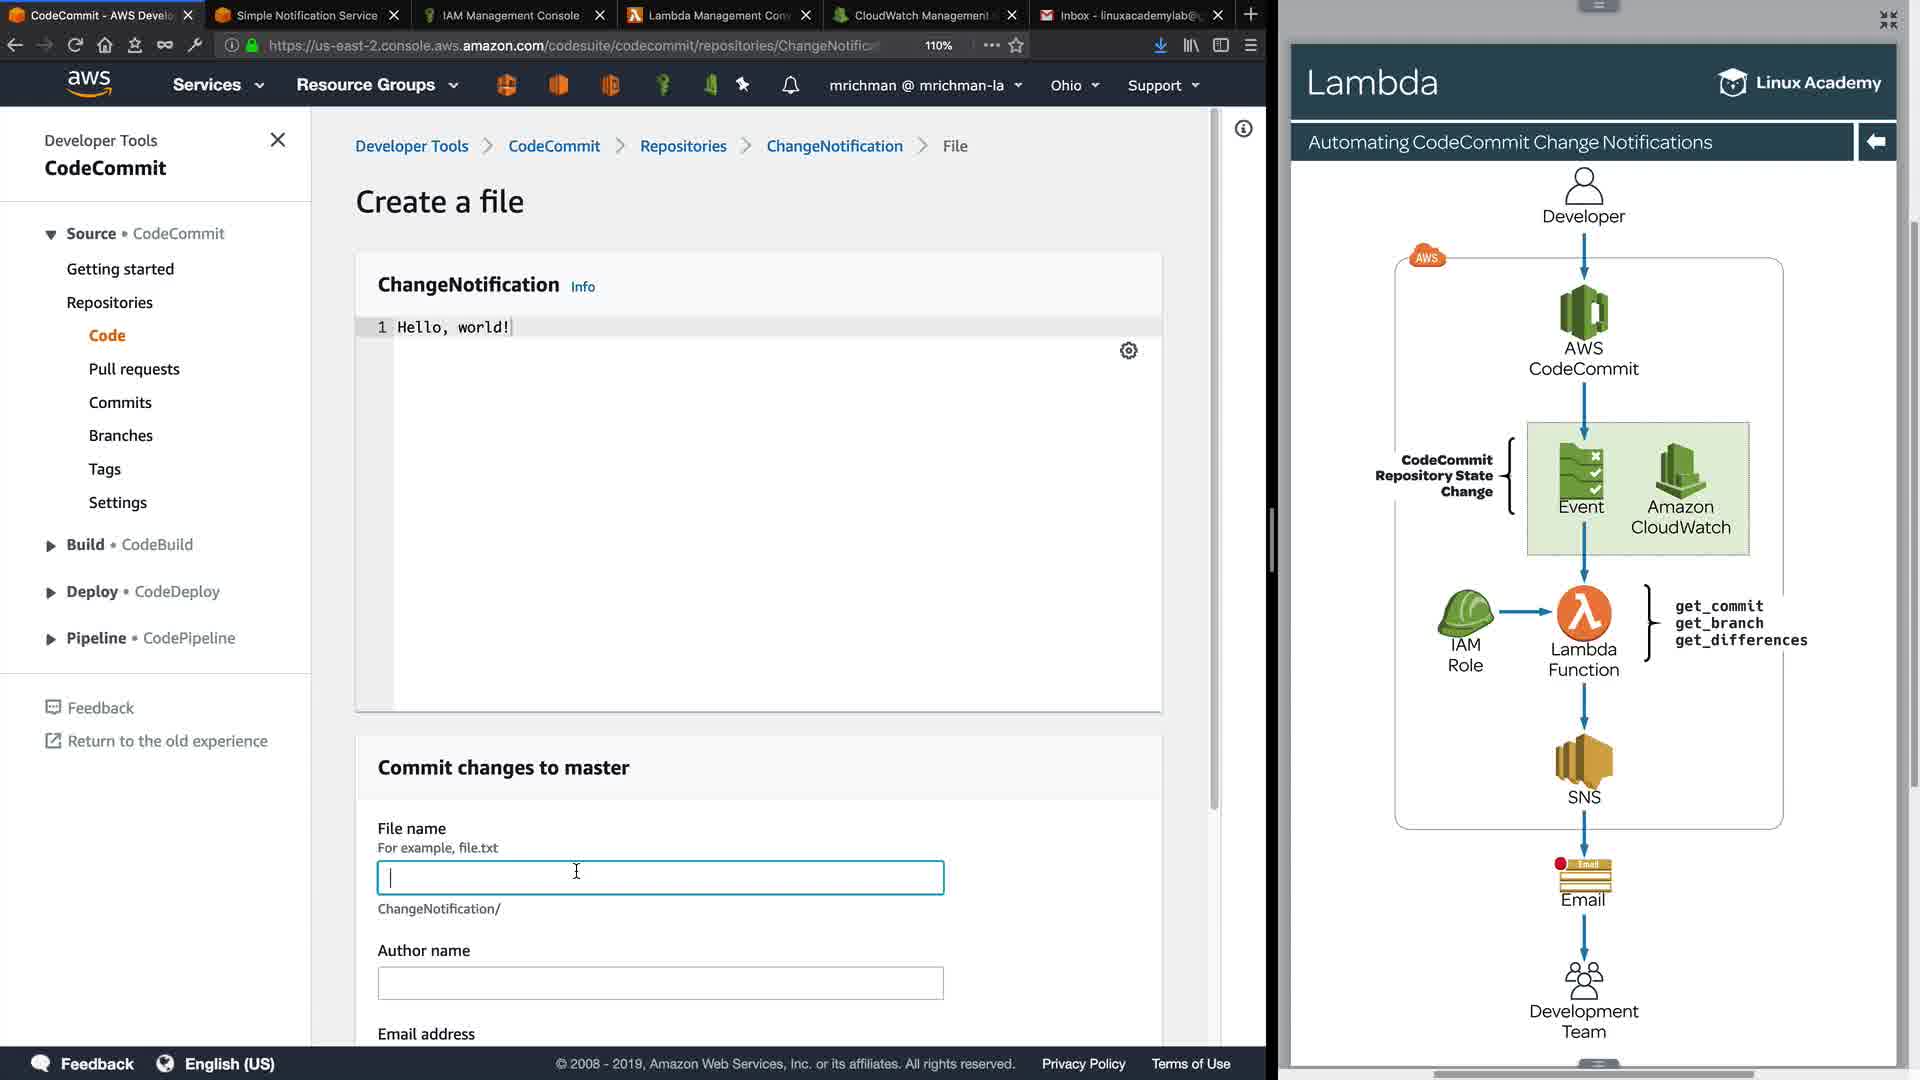 CodeCommit - AWS Develo
Simple Notification Service
IAM Management Console
Lambda Management Con
CloudWatch Management
Inbox - linuxacademylab@
https://us-east-2.console.aws.amazon.com/codesuite/codecommit/repositories/ChangeNotific
110%
aws
Services
Resource Groups
mrichman @ mrichman-la
Ohio
Support
Developer Tools
CodeCommit
Source • CodeCommit
Getting started
Repositories
Code
Pull requests
Commits
Branches
Tags
Settings
Build • CodeBuild
Deploy • CodeDeploy
Pipeline • CodePipeline
Feedback
Return to the old experience
Developer Tools
CodeCommit
Repositories
ChangeNotification
File
Create a file
ChangeNotification Info
1 Hello, world!
Commit changes to master
File name
For example, file.txt
ChangeNotification/
Author name
Email address
Feedback
English (US)
© 2008 - 2019, Amazon Web Services, Inc. or its affiliates. All rights reserved.
Privacy Policy
Terms of Use
Lambda
Linux Academy
Automating CodeCommit Change Notifications
Developer
AWS
AWS
CodeCommit
CodeCommit
Repository State
Change
Event
Amazon
CloudWatch
IAM
Role
Lambda
Function
get_commit
get_branch
get_differences
SNS
Email
Email
Development
Team